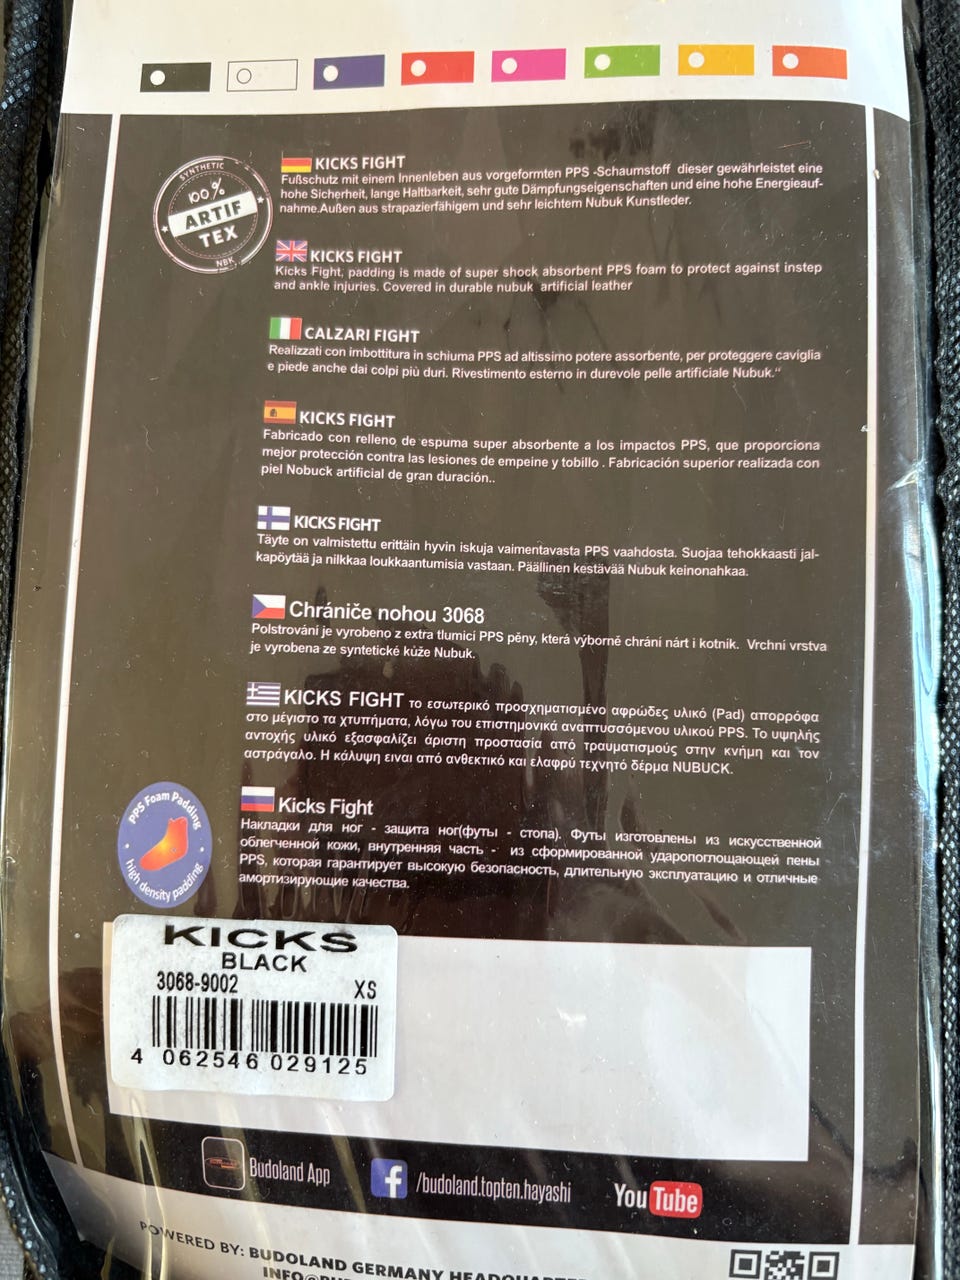 SYNTHETIC
100%
ARTIF
TEX
NBK
KICKS FIGHT
Fußschutz mit einem Innenleben aus vorgeformten PPS -Schaumstoff dieser gewährleistet eine
hohe Sicherheit, lange Haltbarkeit, sehr gute Dämpfungseigenschaften und eine hohe Energieauf-
nahme.Außen aus strapazierfähigem und sehr leichtem Nubuk Kunstleder.
KICKS FIGHT
Kicks Fight, padding is made of super shock absorbent PPS foam to protect against instep
and ankle injuries. Covered in durable nubuk artificial leather
CALZARI FIGHT
Realizzati con imbottitura in schiuma PPS ad altissimo potere assorbente, per proteggere caviglia
e piede anche dai colpi più duri. Rivestimento esterno in durevole pelle artificiale Nubuk.“
KICKS FIGHT
Fabricado con relleno de espuma super absorbente a los impactos PPS, que proporciona
mejor protección contra las lesiones de empeine y tobillo . Fabricación superior realizada con
piel Nobuck artificial de gran duración..
KICKS FIGHT
Täyte on valmistettu erittäin hyvin iskuja vaimentavasta PPS vaahdosta. Suojaa tehokkaasti jal-
kapöytää ja nilkkaa loukkaantumisia vastaan. Päällinen kestävää Nubuk keinonahkaa.
Chrániče nohou 3068
Polstrování je vyrobeno z extra tlumicí PPS pěny, která výborně chrání nárt i kotník. Vrchní vrstva
je vyrobena ze syntetické kůže Nubuk.
KICKS FIGHT το εσωτερικό προσχηματισμένο αφρώδες υλικό (Pad) απορρόφα
στο μέγιστο τα χτυπήματα, λόγω του επιστημονικά αναπτυσσόμενου υλικού PPS. Το υψηλής
αντοχής υλικό εξασφαλίζει άριστη προστασία από τραυματισμούς στην κνήμη και τον
αστράγαλο. Η κάλυψη ειναι από ανθεκτικό και ελαφρύ τεχνητό δέρμα NUBUCK.
Kicks Fight
Накладки для ног - защита ног(футы - стопа). Футы изготовлены из искусственной
облегченной кожи, внутренняя часть - из сформированной ударопоглощающей пены
PPS, которая гарантирует высокую безопасность, длительную эксплуатацию и отличные
амортизирующие качества.
PPS Foam Padding
high density padding
KICKS
BLACK
3068-9002 XS
4 062546 029125
Budoland App
/budoland.topten.hayashi
You Tube
POWERED BY: BUDOLAND GERMANY